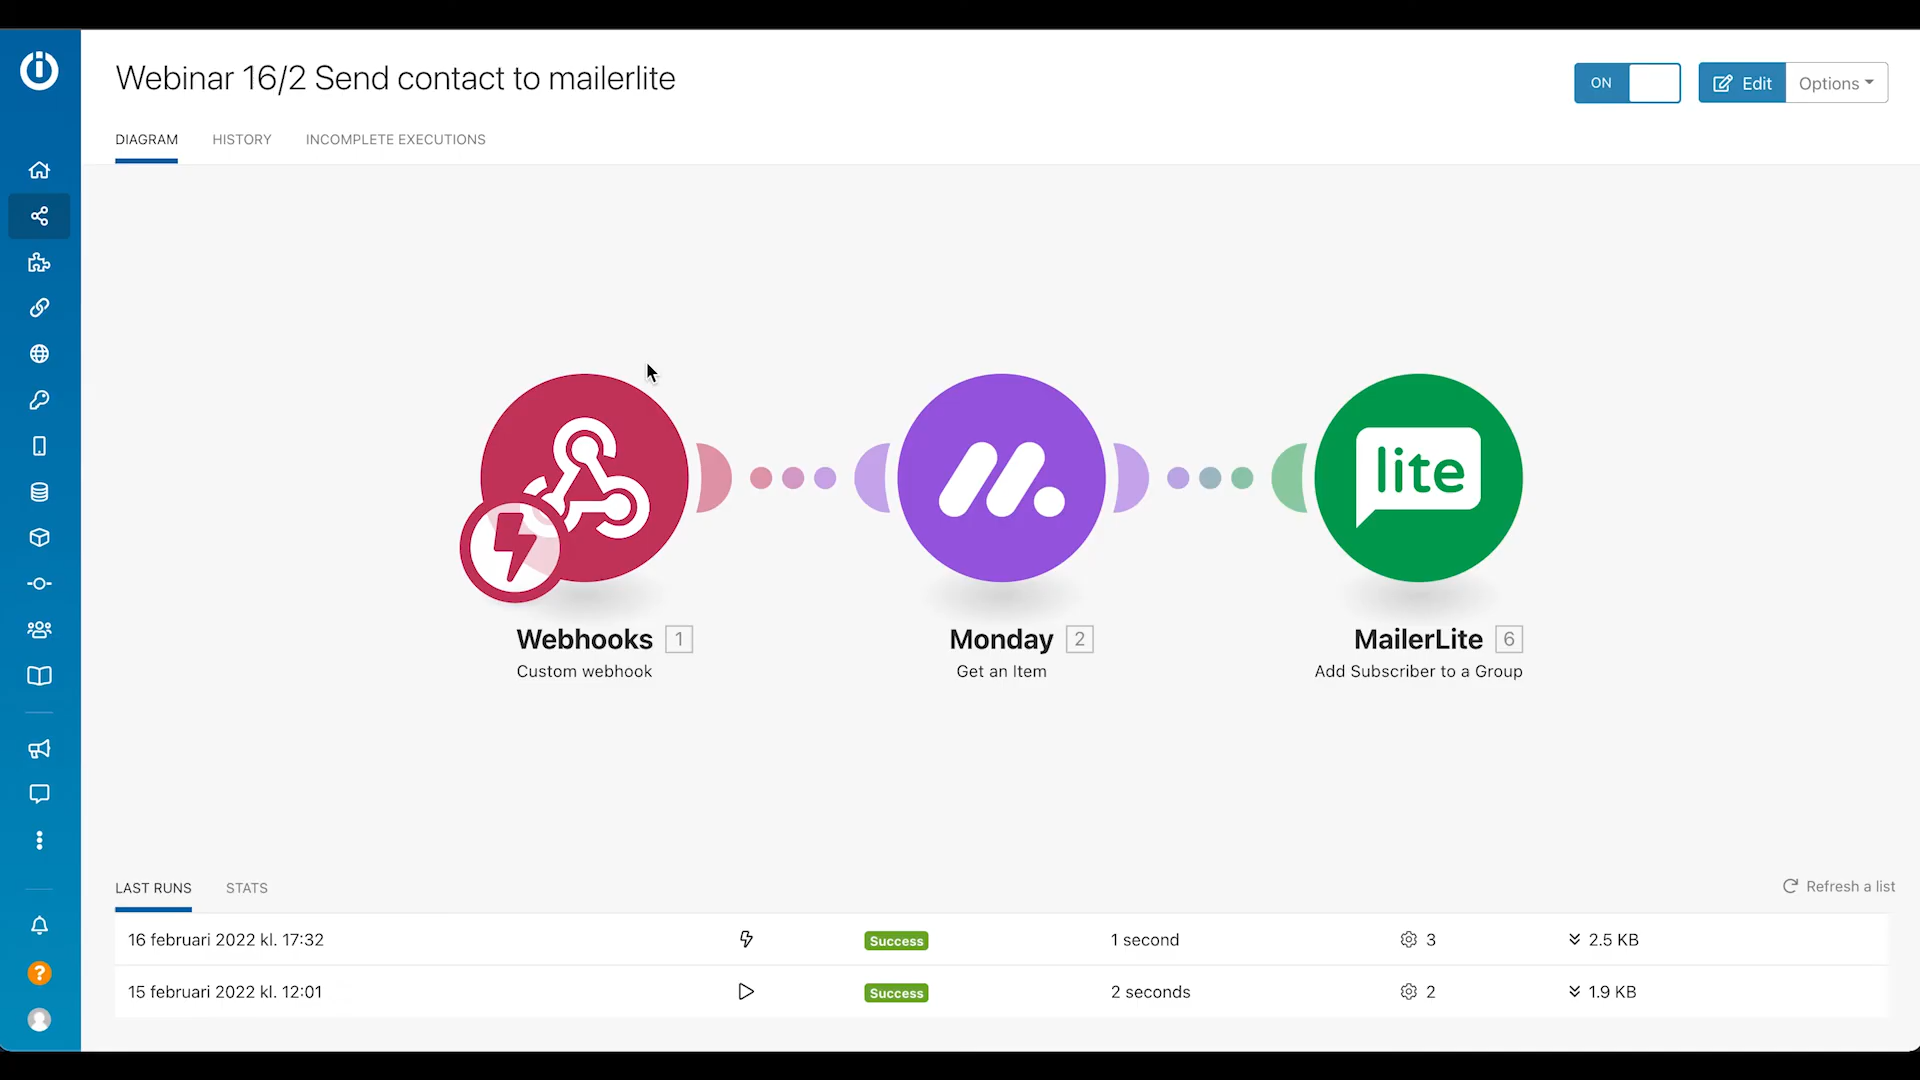 Webinar 16/2 Send contact to mailerlite
ON
Edit
Options
DIAGRAM
HISTORY
INCOMPLETE EXECUTIONS
lite
Webhooks 1
Custom webhook
Monday 2
Get an Item
MailerLite 6
Add Subscriber to a Group
LAST RUNS
STATS
Refresh a list
16 februari 2022 kl. 17:32
Success
1 second
3
2.5 KB
15 februari 2022 kl. 12:01
Success
2 seconds
2
1.9 KB
?